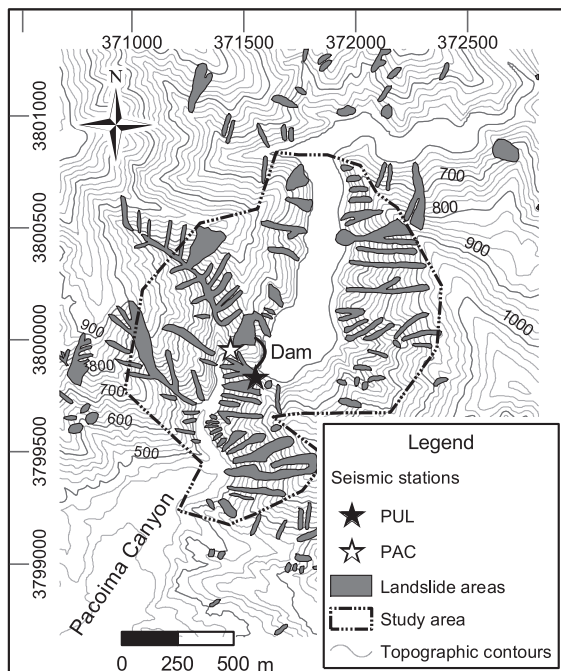 371000 371500 372000 372500
3801000
3800500
3800000
3799500
3799000
N
700
800
900
1000
900
800
700
600
500
Dam
Pacoima Canyon
Legend
Seismic stations
PUL
PAC
Landslide areas
Study area
Topographic contours
0 250 500 m